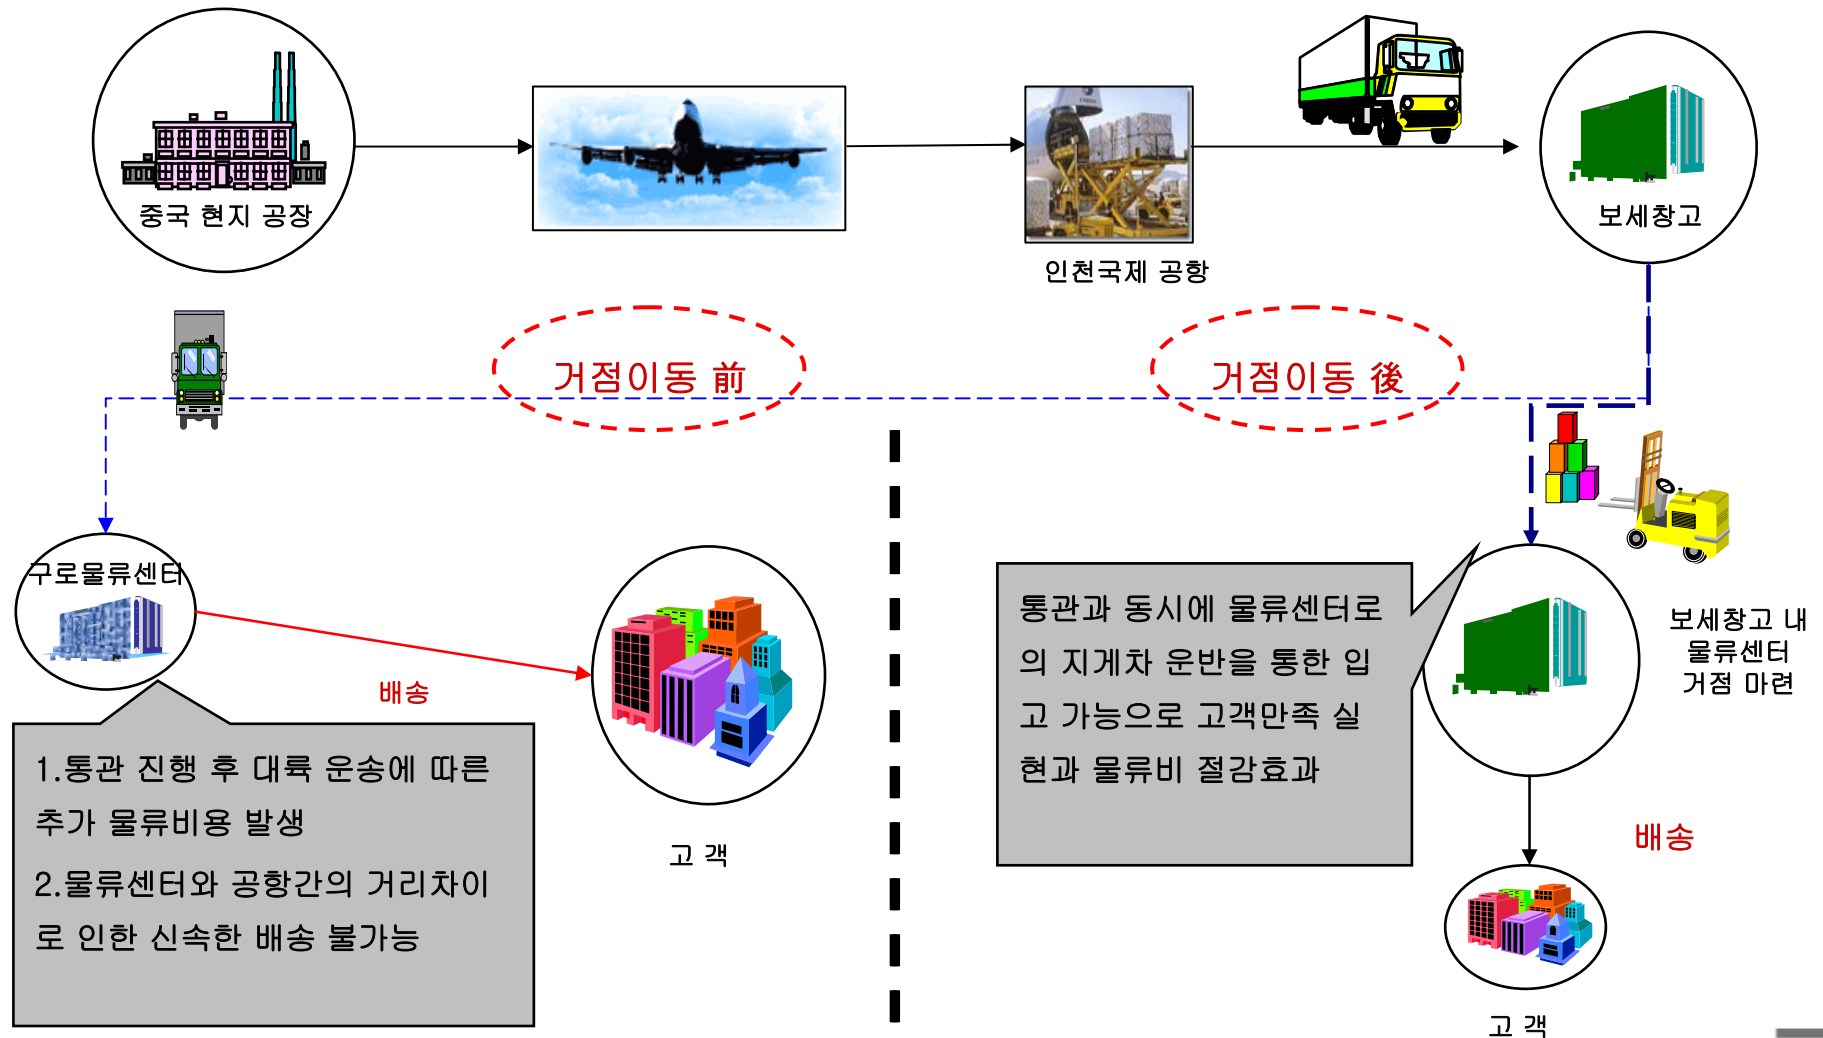 중국 현지 공장
인천국제 공항
보세창고
거점이동 前
거점이동 後
구로물류센터
배송
고 객
1.통관 진행 후 대륙 운송에 따른
추가 물류비용 발생
2.물류센터와 공항간의 거리차이
로 인한 신속한 배송 불가능
통관과 동시에 물류센터로
의 지게차 운반을 통한 입
고 가능으로 고객만족 실
현과 물류비 절감효과
보세창고 내
물류센터
거점 마련
배송
고 객